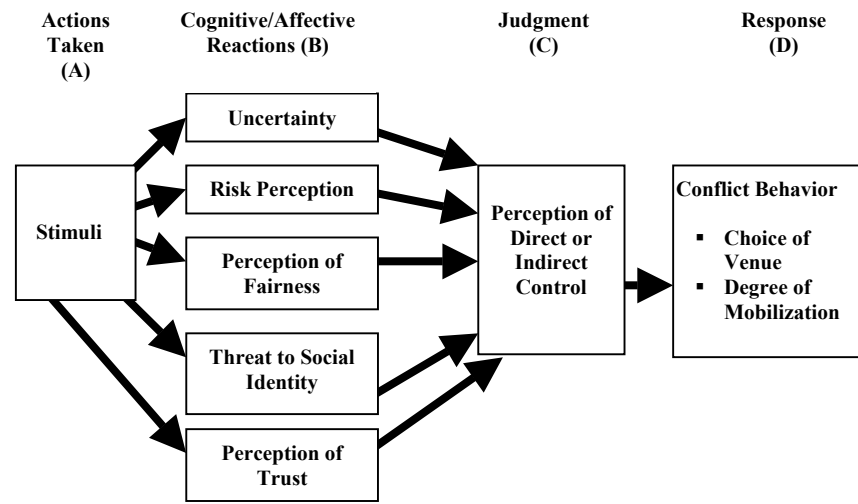 Actions
Taken
(A)
Cognitive/Affective
Reactions (B)
Judgment
(C)
Response
(D)
Stimuli
Uncertainty
Risk Perception
Perception of
Fairness
Threat to Social
Identity
Perception of
Trust
Perception of
Direct or
Indirect
Control
Conflict Behavior
▪ Choice of
Venue
▪ Degree of
Mobilization